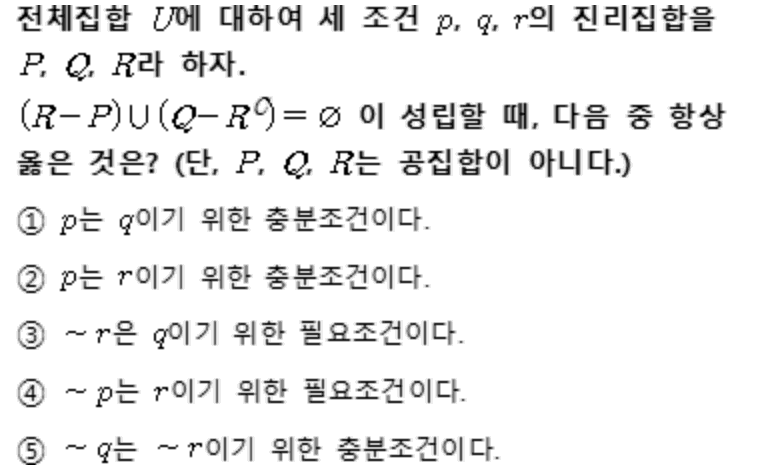 전체집합 U에 대하여 세 조건 p, q, r의 진리집합을
P, Q, R라 하자.
(R-P)∪(Q-Rᶜ)=∅ 이 성립할 때, 다음 중 항상
옳은 것은? (단, P, Q, R는 공집합이 아니다.)
① p는 q이기 위한 충분조건이다.
② p는 r이기 위한 충분조건이다.
③ ~r은 q이기 위한 필요조건이다.
④ ~p는 r이기 위한 필요조건이다.
⑤ ~q는 ~r이기 위한 충분조건이다.